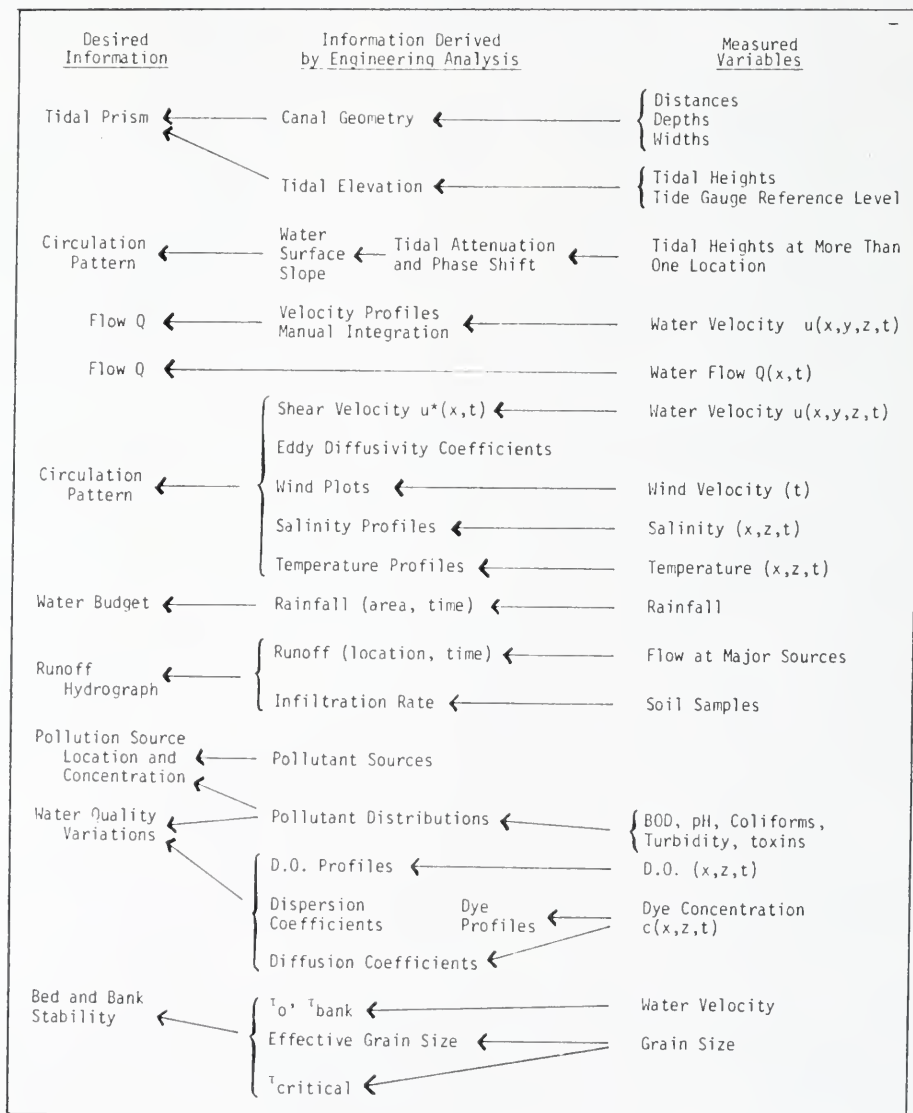 Desired Information
Information Derived by Engineering Analysis
Measured Variables
Tidal Prism
Canal Geometry
Distances
Depths
Widths
Tidal Elevation
Tidal Heights
Tide Gauge Reference Level
Circulation Pattern
Water Surface Slope
Tidal Attenuation and Phase Shift
Tidal Heights at More Than One Location
Flow Q
Velocity Profiles
Manual Integration
Water Velocity u(x,y,z,t)
Flow Q
Water Flow Q(x,t)
Circulation Pattern
Shear Velocity u*(x,t)
Water Velocity u(x,y,z,t)
Eddy Diffusivity Coefficients
Wind Plots
Wind Velocity (t)
Salinity Profiles
Salinity (x,z,t)
Temperature Profiles
Temperature (x,z,t)
Water Budget
Rainfall (area, time)
Rainfall
Runoff Hydrograph
Runoff (location, time)
Flow at Major Sources
Infiltration Rate
Soil Samples
Pollution Source Location and Concentration
Pollutant Sources
Water Quality Variations
Pollutant Distributions
BOD, pH, Coliforms,
Turbidity, toxins
D.O. Profiles
D.O. (x,z,t)
Dispersion Coefficients
Dye Profiles
Dye Concentration c(x,z,t)
Diffusion Coefficients
Bed and Bank Stability
τo, τbank
Water Velocity
Effective Grain Size
Grain Size
τcritical